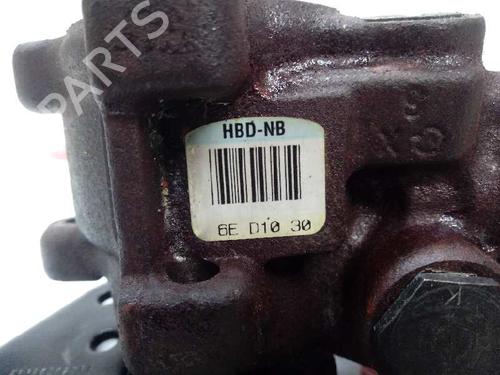 PARTS
HBD-NB
6E D10 30
K